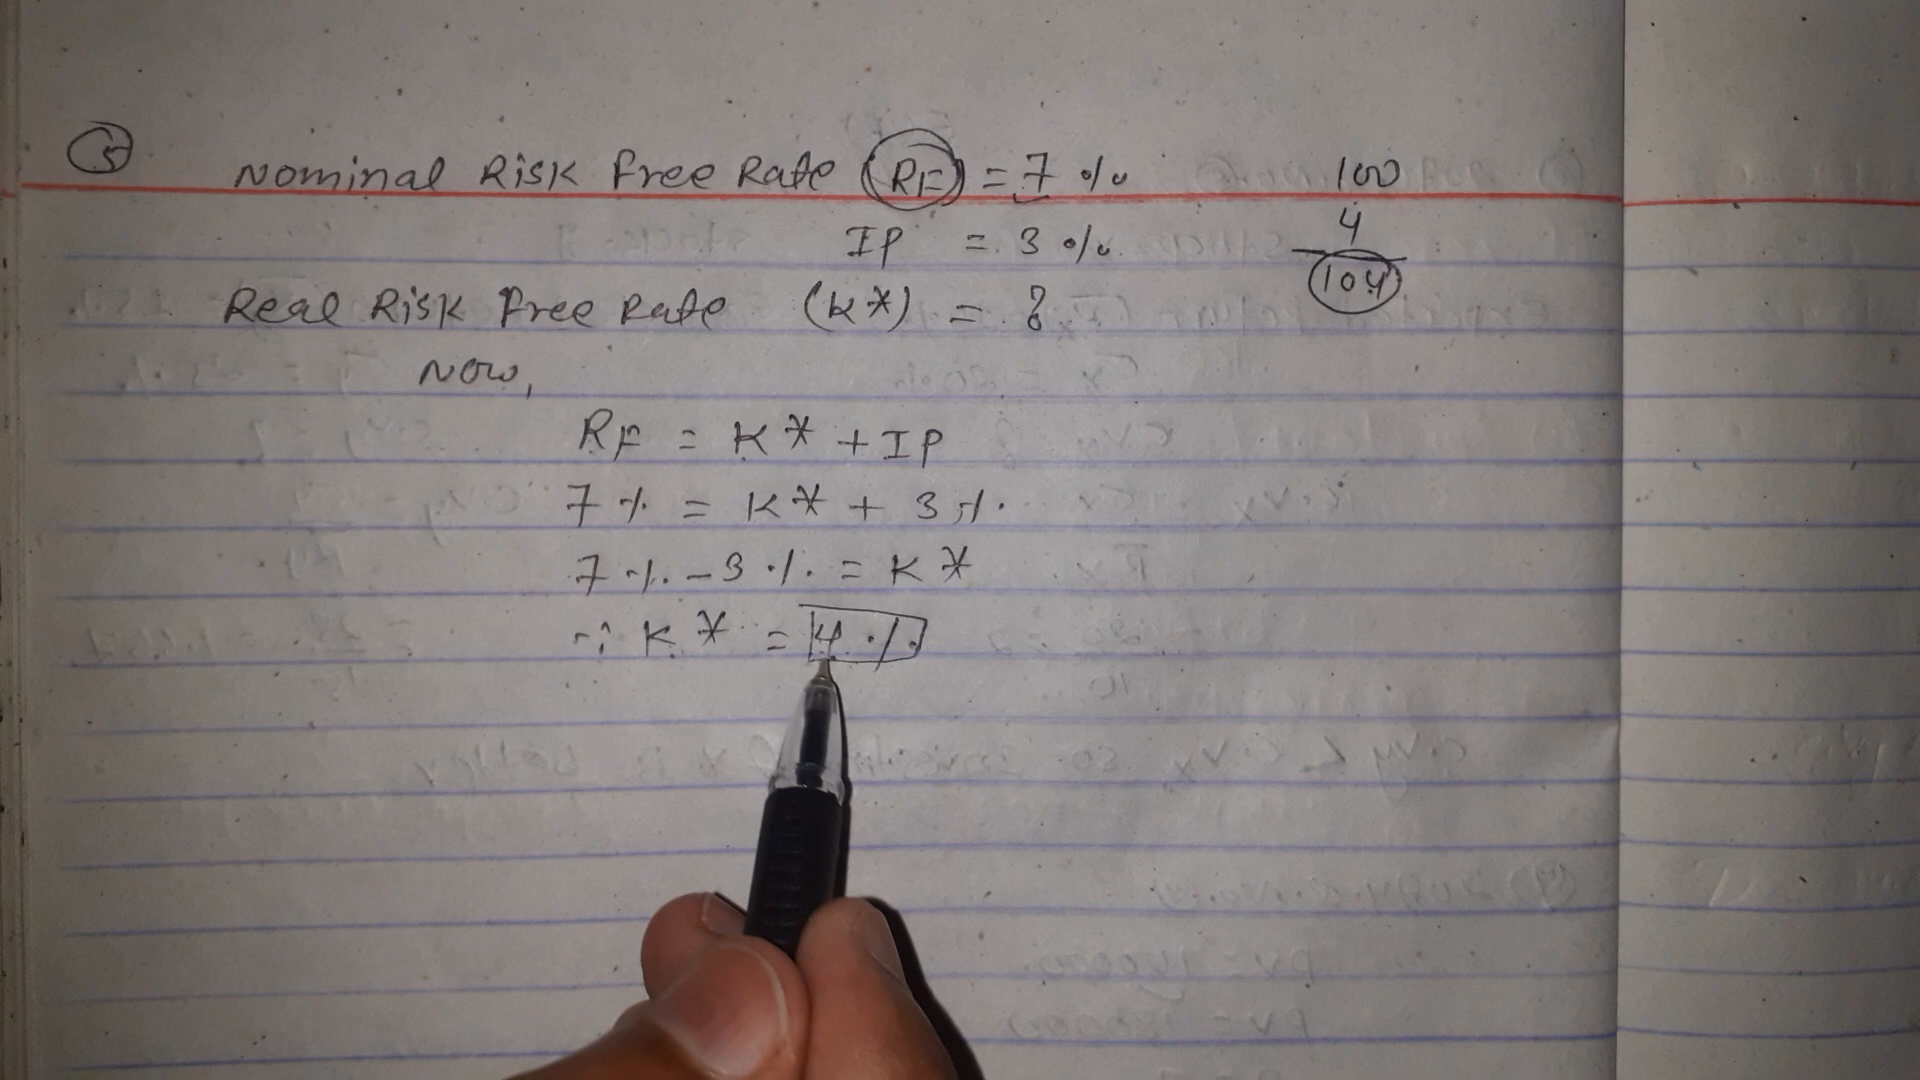 5 Nominal Risk Free Rate (RF) = 7 % 100
IP = 3 % 4
104
Real Risk Free Rate (K*) = ?
Now,
RF = K* + IP
7 % = K* + 3 %
7 % - 3 % = K*
∴ K* = 4 %